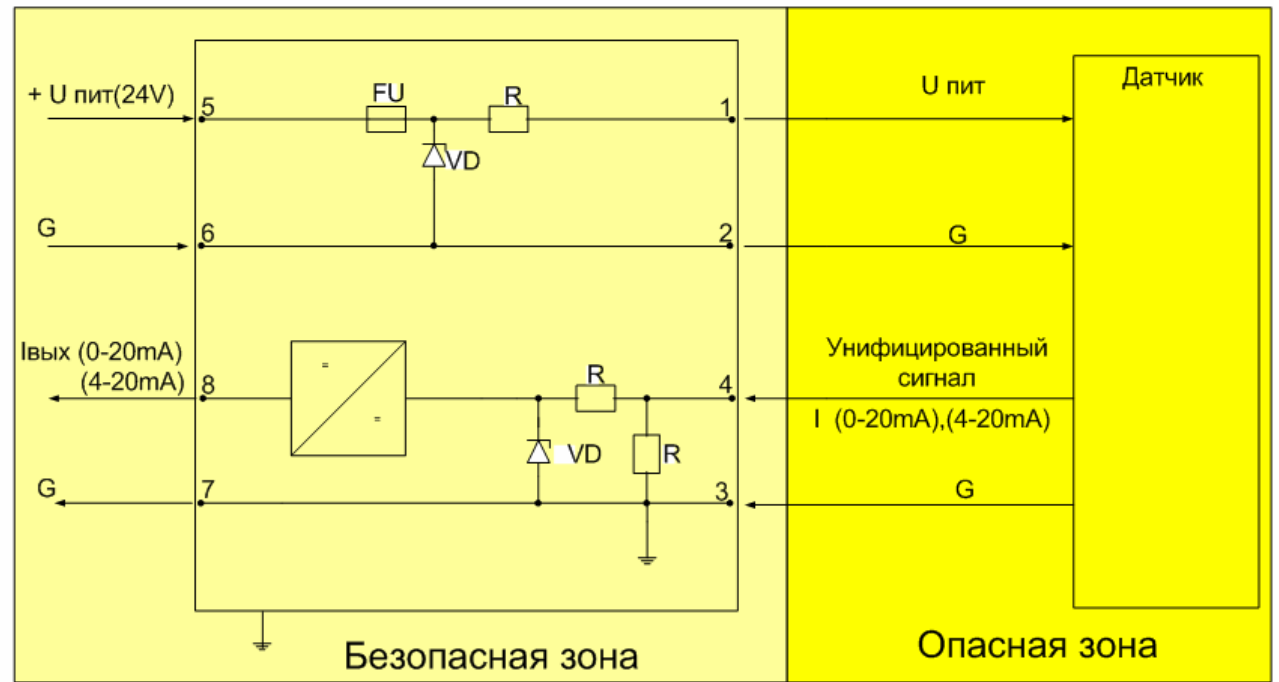 + U пит(24V)
5
FU
R
1
U пит
Датчик
VD
G
6
2
G
Iвых (0-20mA)
(4-20mA)
8
=
=
R
4
Унифицированный
сигнал
I (0-20mA),(4-20mA)
VD
R
G
7
3
G
Безопасная зона
Опасная зона